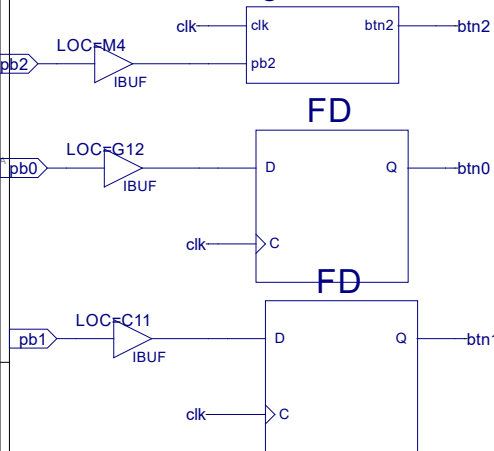 clk
clk
btn2
btn2
LOC=M4
pb2
IBUF
pb2
FD
LOC=G12
pb0
IBUF
D
Q
btn0
clk
C
FD
LOC=C11
pb1
IBUF
D
Q
btn1
clk
C